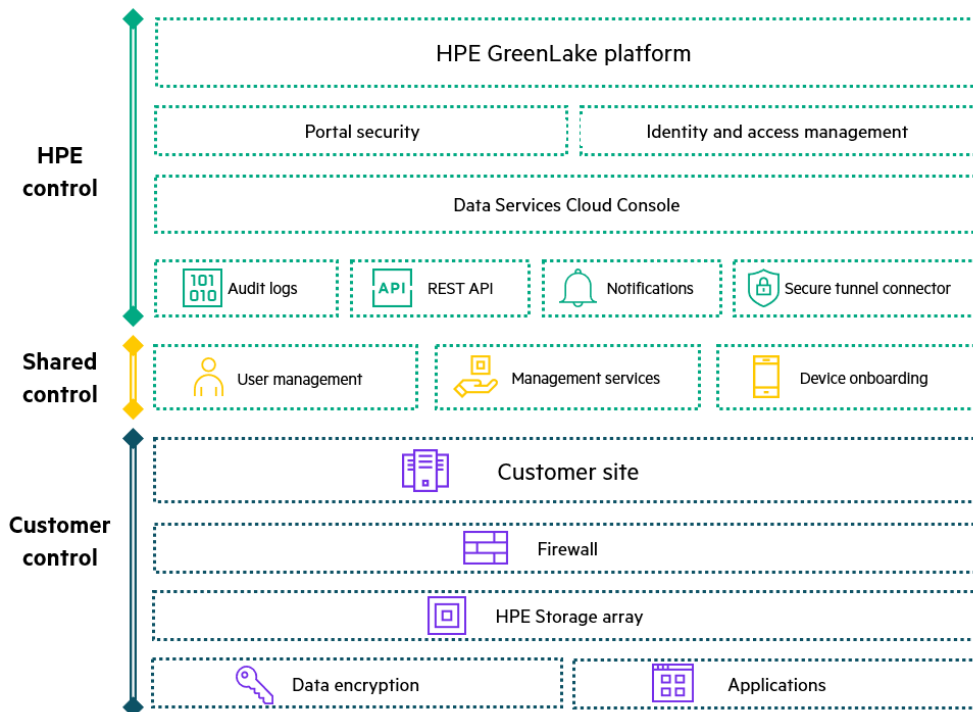 HPE GreenLake platform
Portal security
Identity and access management
HPE
control
Data Services Cloud Console
101
010
Audit logs
API
REST API
Notifications
Secure tunnel connector
Shared
control
User management
Management services
Device onboarding
Customer site
Customer
control
Firewall
HPE Storage array
Data encryption
Applications